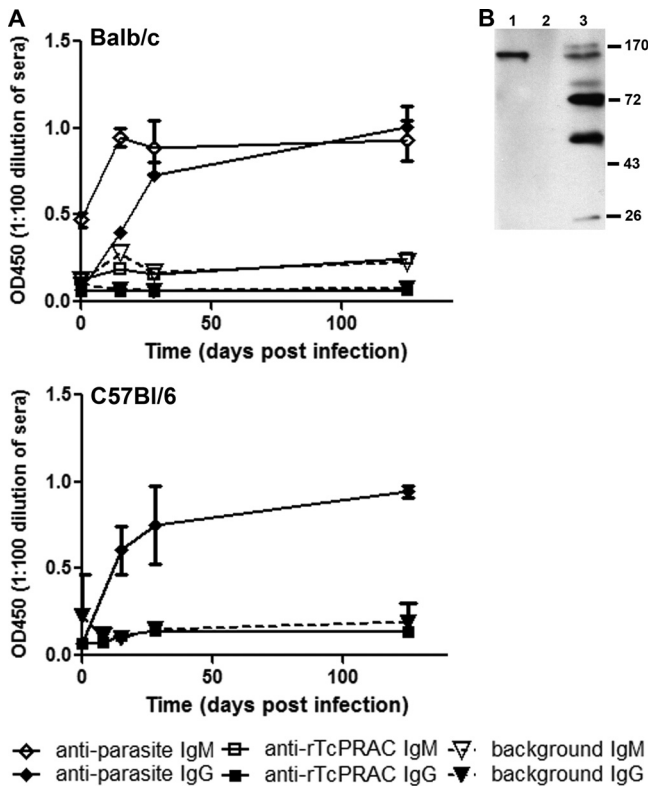 A
Balb/c
1.5
1.0
0.5
0.0
OD450 (1:100 dilution of sera)
0 50 100
Time (days post infection)
B
1 2 3
170
72
43
26
C57Bl/6
1.5
1.0
0.5
0.0
OD450 (1:100 dilution of sera)
0 50 100
Time (days post infection)
anti-parasite IgM anti-rTcPRAC IgM background IgM
anti-parasite IgG anti-rTcPRAC IgG background IgG